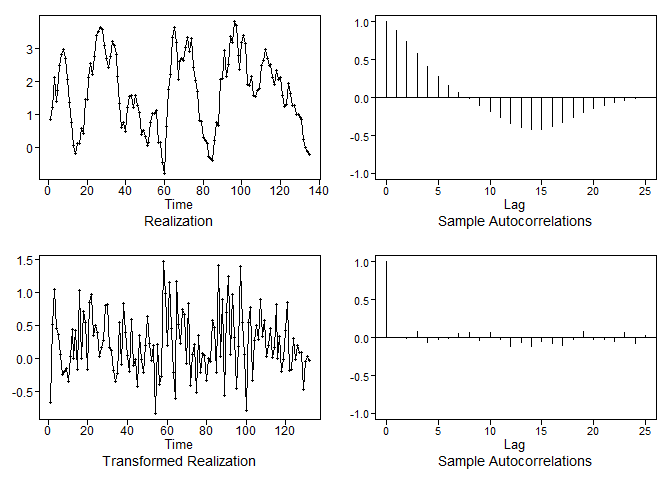 3
2
1
0
0 20 40 60 80 100 120 140
Time
Realization
1.0
0.5
0.0
-0.5
-1.0
0 5 10 15 20 25
Lag
Sample Autocorrelations
1.5
1.0
0.5
0.0
-0.5
0 20 40 60 80 100 120
Time
Transformed Realization
1.0
0.5
0.0
-0.5
-1.0
0 5 10 15 20 25
Lag
Sample Autocorrelations